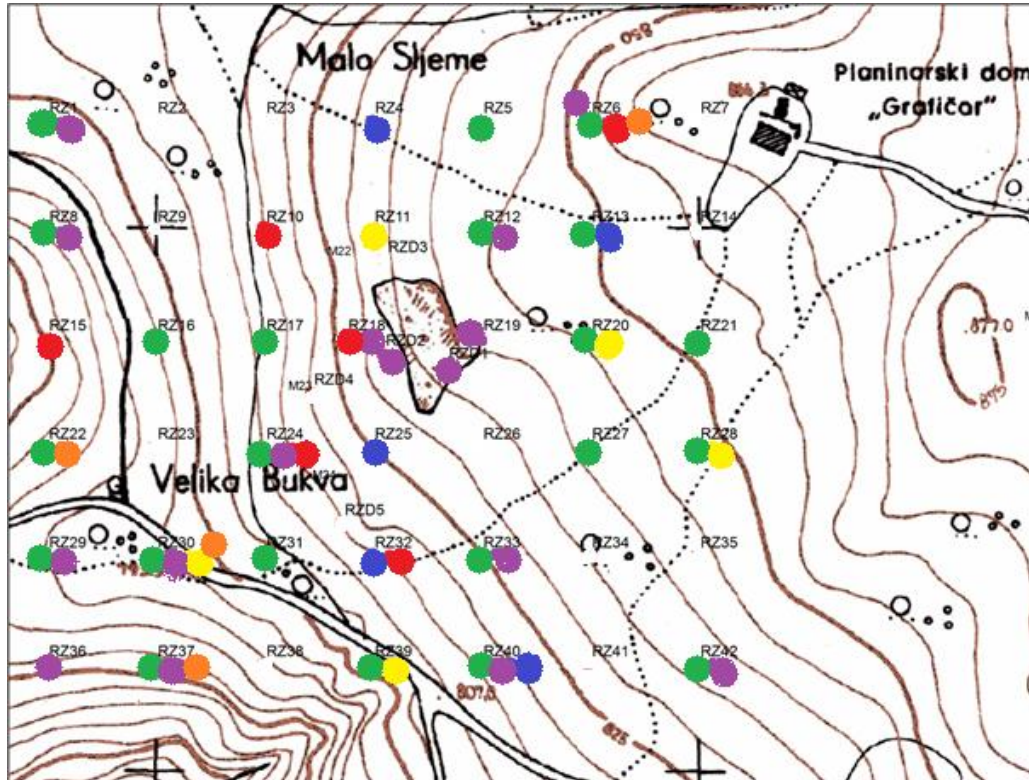 850
Malo Sljeme
Planinarski dom
„Grafičar"
RZ1 RZ2 RZ3 RZ4 RZ5 RZ6 RZ7
RZ8 RZ9 RZ10 RZ11 RZ12 RZ13 RZ14
M22 RZD3
RZ15 RZ16 RZ17 RZ18 RZ19 RZ20 RZ21
877.0
RZD2 RZD1
M23 RZD4
875
RZ22 RZ23 RZ24 RZ25 RZ26 RZ27 RZ28
Velika Bukva
RZD5
RZ29 RZ30 RZ31 RZ32 RZ33 RZ34 RZ35
RZ36 RZ37 RZ38 RZ39 RZ40 RZ41 RZ42
825